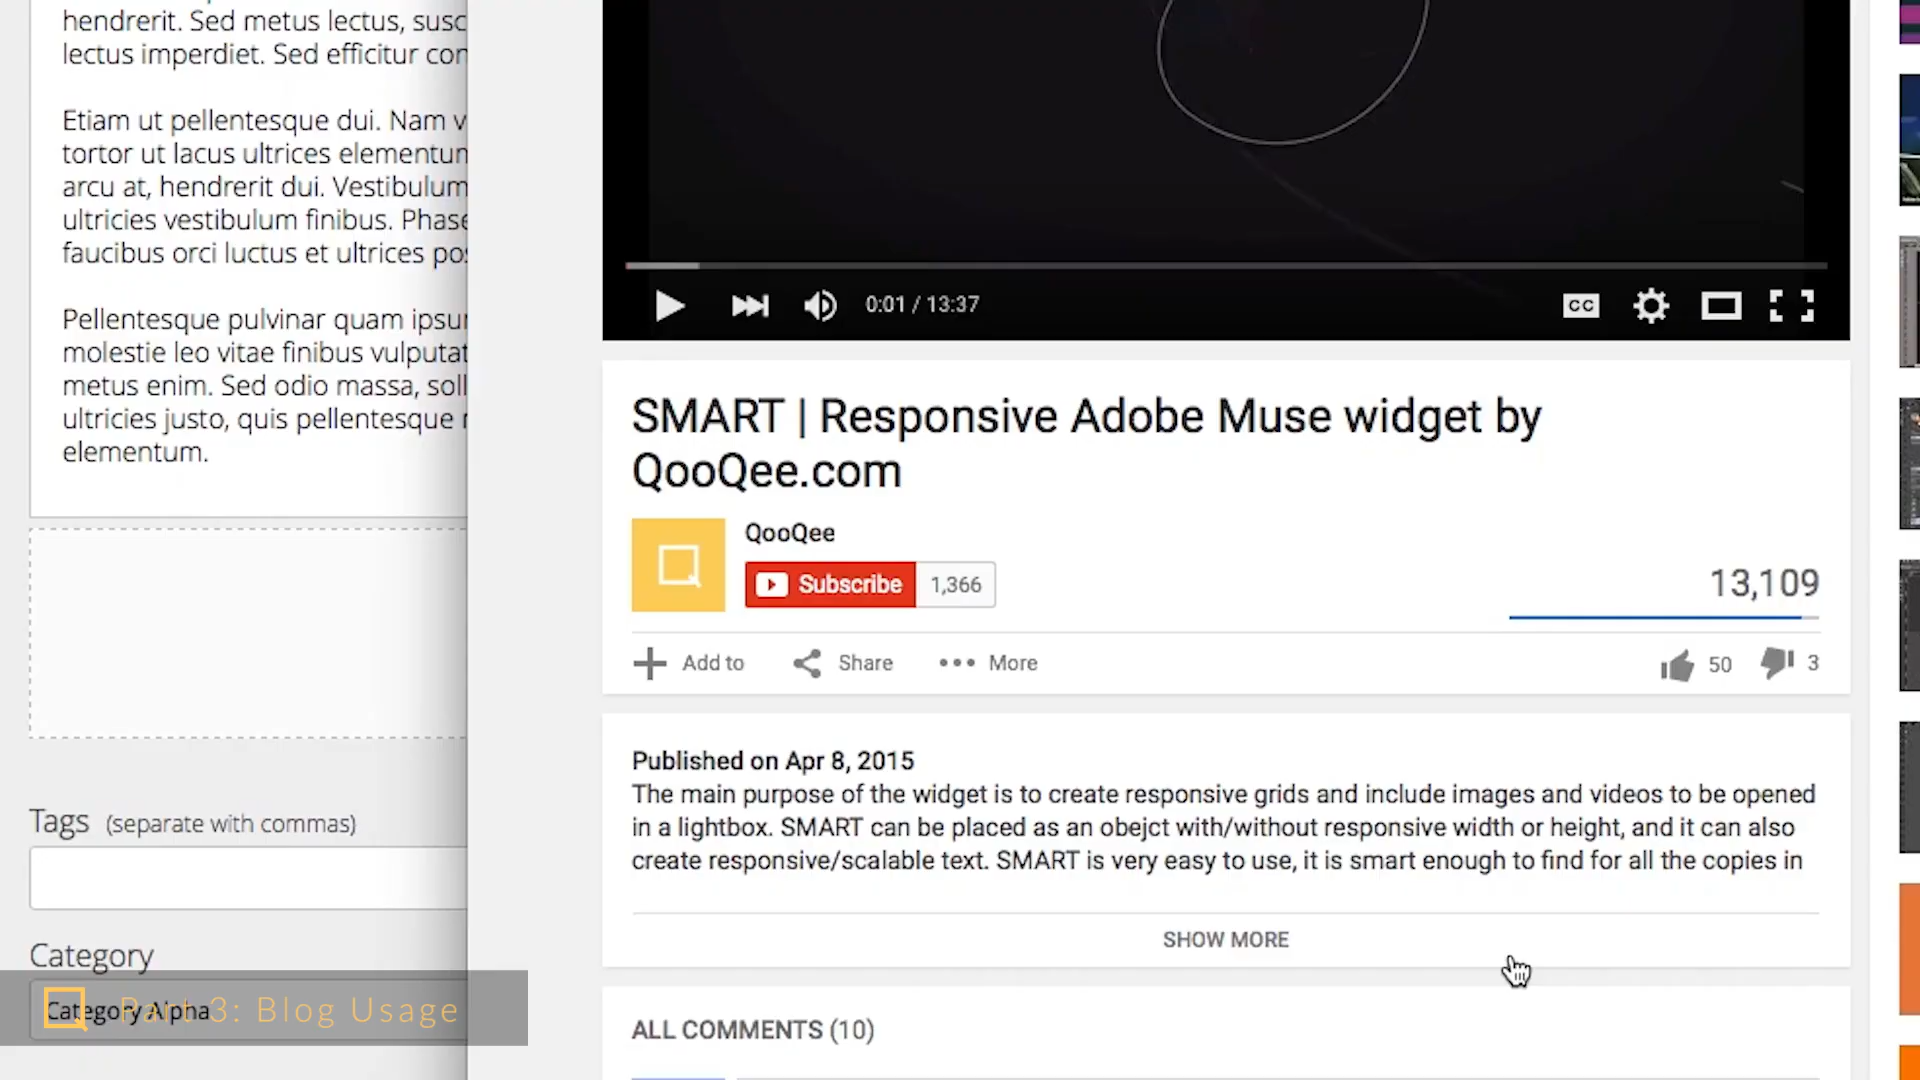 hendrerit. Sed metus lectus, susc
lectus imperdiet. Sed efficitur con
Etiam ut pellentesque dui. Nam v
tortor ut lacus ultrices elementum
arcu at, hendrerit dui. Vestibulum
ultricies vestibulum finibus. Phase
faucibus orci luctus et ultrices pos
Pellentesque pulvinar quam ipsu
molestie leo vitae finibus vulputat
metus enim. Sed odio massa, soll
ultricies justo, quis pellentesque
elementum.
Tags (separate with commas)
Category
Category Alpha
Part 3: Blog Usage
0:01 / 13:37
CC
SMART | Responsive Adobe Muse widget by
QooQee.com
QooQee
Subscribe 1,366
13,109
Add to Share More
50 3
Published on Apr 8, 2015
The main purpose of the widget is to create responsive grids and include images and videos to be opened
in a lightbox. SMART can be placed as an obejct with/without responsive width or height, and it can also
create responsive/scalable text. SMART is very easy to use, it is smart enough to find for all the copies in
SHOW MORE
ALL COMMENTS (10)